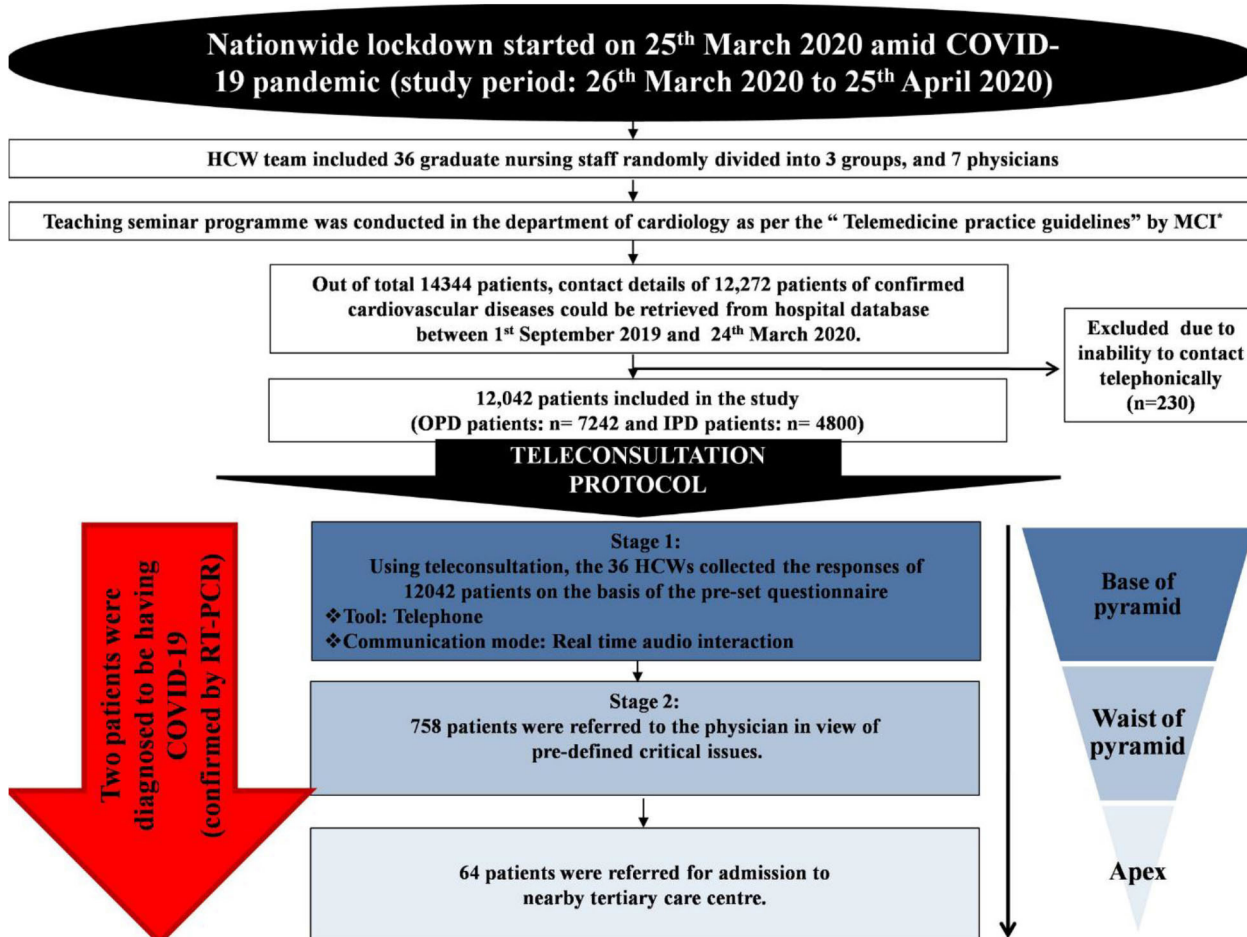 Nationwide lockdown started on 25th March 2020 amid COVID-
19 pandemic (study period: 26th March 2020 to 25th April 2020)
HCW team included 36 graduate nursing staff randomly divided into 3 groups, and 7 physicians
Teaching seminar programme was conducted in the department of cardiology as per the “ Telemedicine practice guidelines” by MCI*
Out of total 14344 patients, contact details of 12,272 patients of confirmed
cardiovascular diseases could be retrieved from hospital database
between 1st September 2019 and 24th March 2020.
Excluded due to
inability to contact
telephonically
(n=230)
12,042 patients included in the study
(OPD patients: n= 7242 and IPD patients: n= 4800)
TELECONSULTATION
PROTOCOL
Two patients were
diagnosed to be having
COVID-19
(confirmed by RT-PCR)
Stage 1:
Using teleconsultation, the 36 HCWs collected the responses of
12042 patients on the basis of the pre-set questionnaire
❖Tool: Telephone
❖Communication mode: Real time audio interaction
Base of
pyramid
Stage 2:
758 patients were referred to the physician in view of
pre-defined critical issues.
Waist of
pyramid
64 patients were referred for admission to
nearby tertiary care centre.
Apex